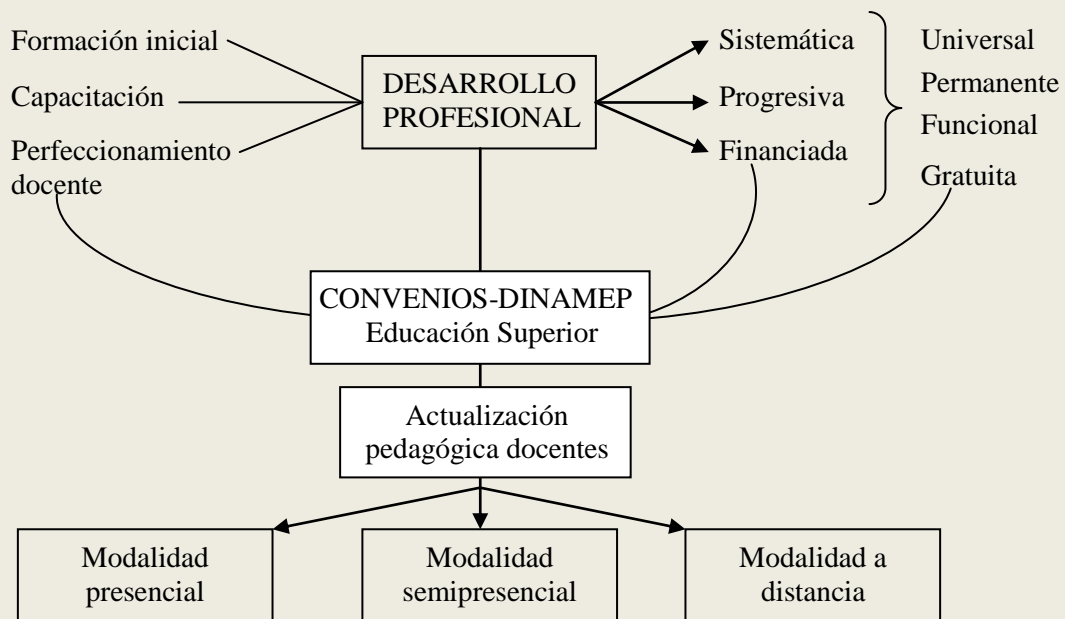 Formación inicial
Capacitación
Perfeccionamiento
docente
DESARROLLO
PROFESIONAL
Sistemática
Progresiva
Financiada
Universal
Permanente
Funcional
Gratuita
CONVENIOS-DINAMEP
Educación Superior
Actualización
pedagógica docentes
Modalidad
presencial
Modalidad
semipresencial
Modalidad a
distancia